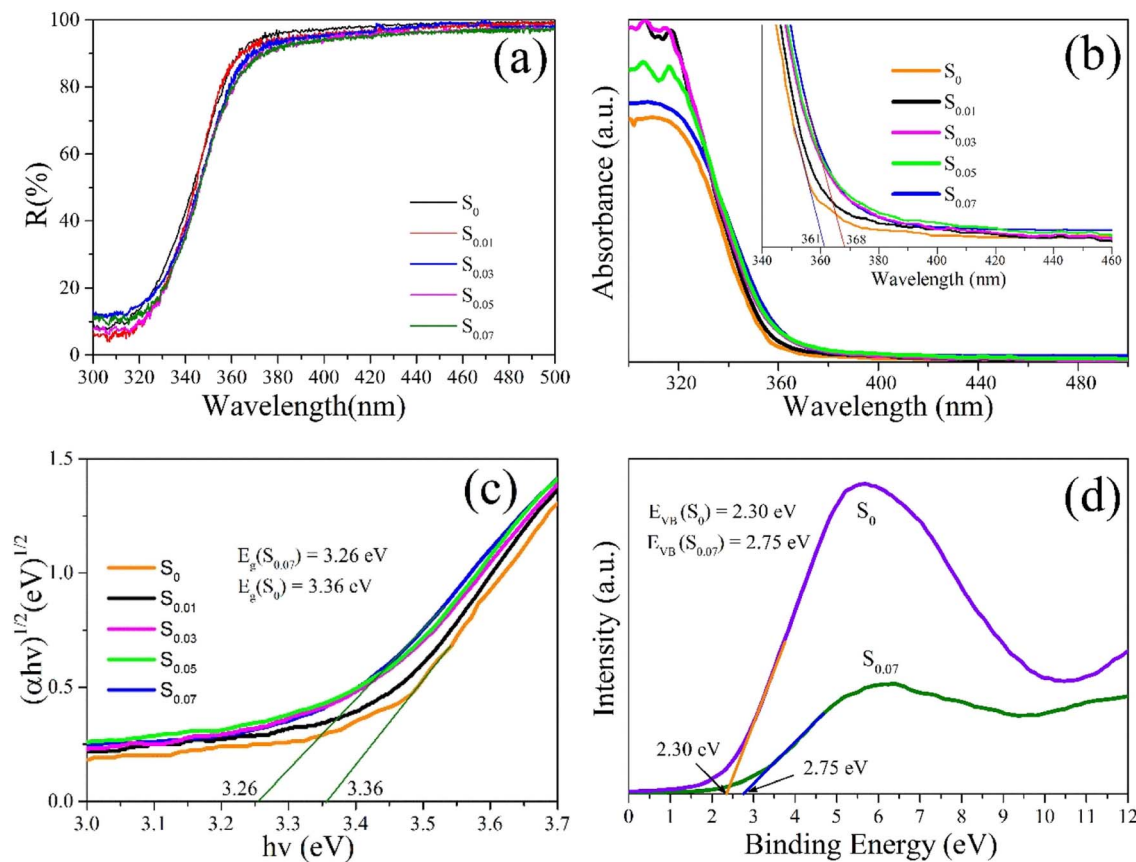 (a)
100
80
60
40
20
0
R(%)
S0
S0.01
S0.03
S0.05
S0.07
300 320 340 360 380 400 420 440 460 480 500
Wavelength(nm)
(b)
Absorbance (a.u.)
S0
S0.01
S0.03
S0.05
S0.07
361 368
340 360 380 400 420 440 460
Wavelength (nm)
320 400 440 480
Wavelength (nm)
(c)
1.5
1.0
0.5
0.0
(αhv)1/2(eV)1/2
S0
S0.01
S0.03
S0.05
S0.07
Eg(S0.07) = 3.26 eV
Eg(S0) = 3.36 eV
3.26 3.36
3.0 3.1 3.2 3.3 3.4 3.5 3.6 3.7
hv (eV)
(d)
Intensity (a.u.)
EVB(S0) = 2.30 eV
EVB(S0.07) = 2.75 eV
S0
S0.07
2.30 eV
2.75 eV
0 1 2 3 4 5 6 7 8 9 10 11 12
Binding Energy (eV)